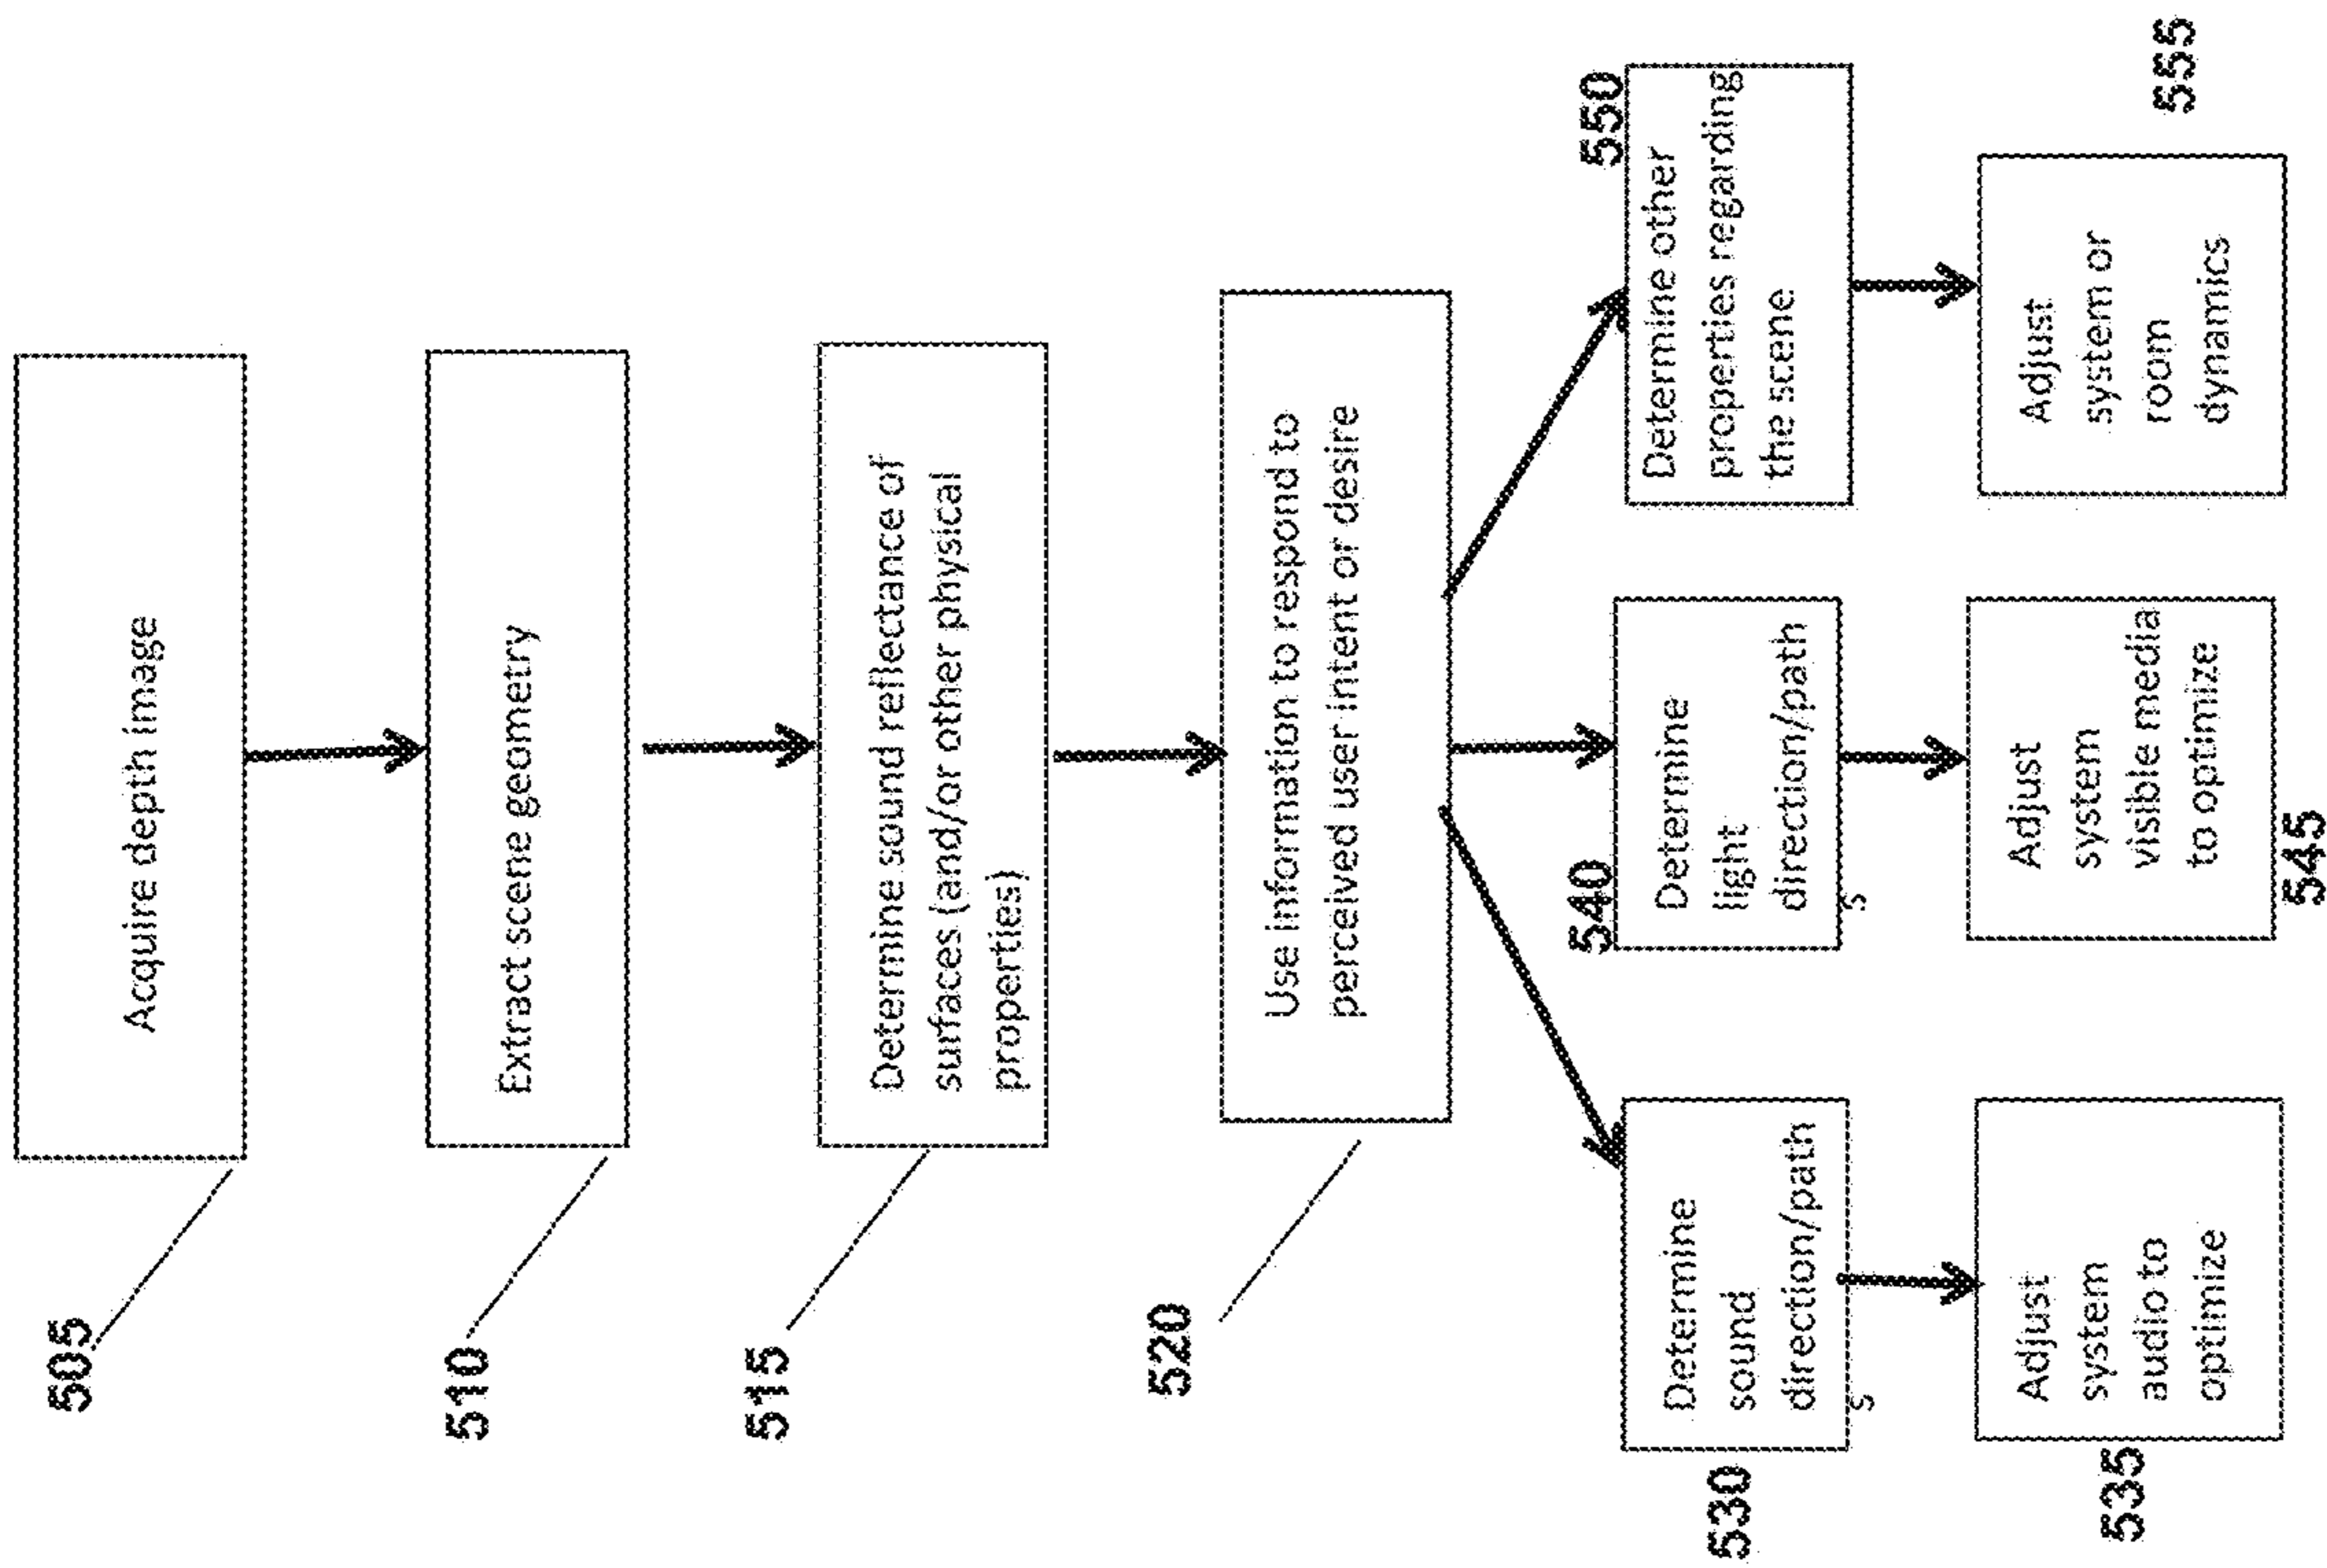 505
Acquire depth image
510
Extract scene geometry
515
Determine sound reflectance of
surfaces (and/or other physical
properties)
520
Use information to respond to
perceived user intent or desire
530
Determine
sound
direction/path
s
540
Determine
light
direction/path
s
550
Determine other
properties regarding
the scene
535
Adjust
system
audio to
optimize
545
Adjust
system
visible media
to optimize
555
Adjust
system or
room
dynamics